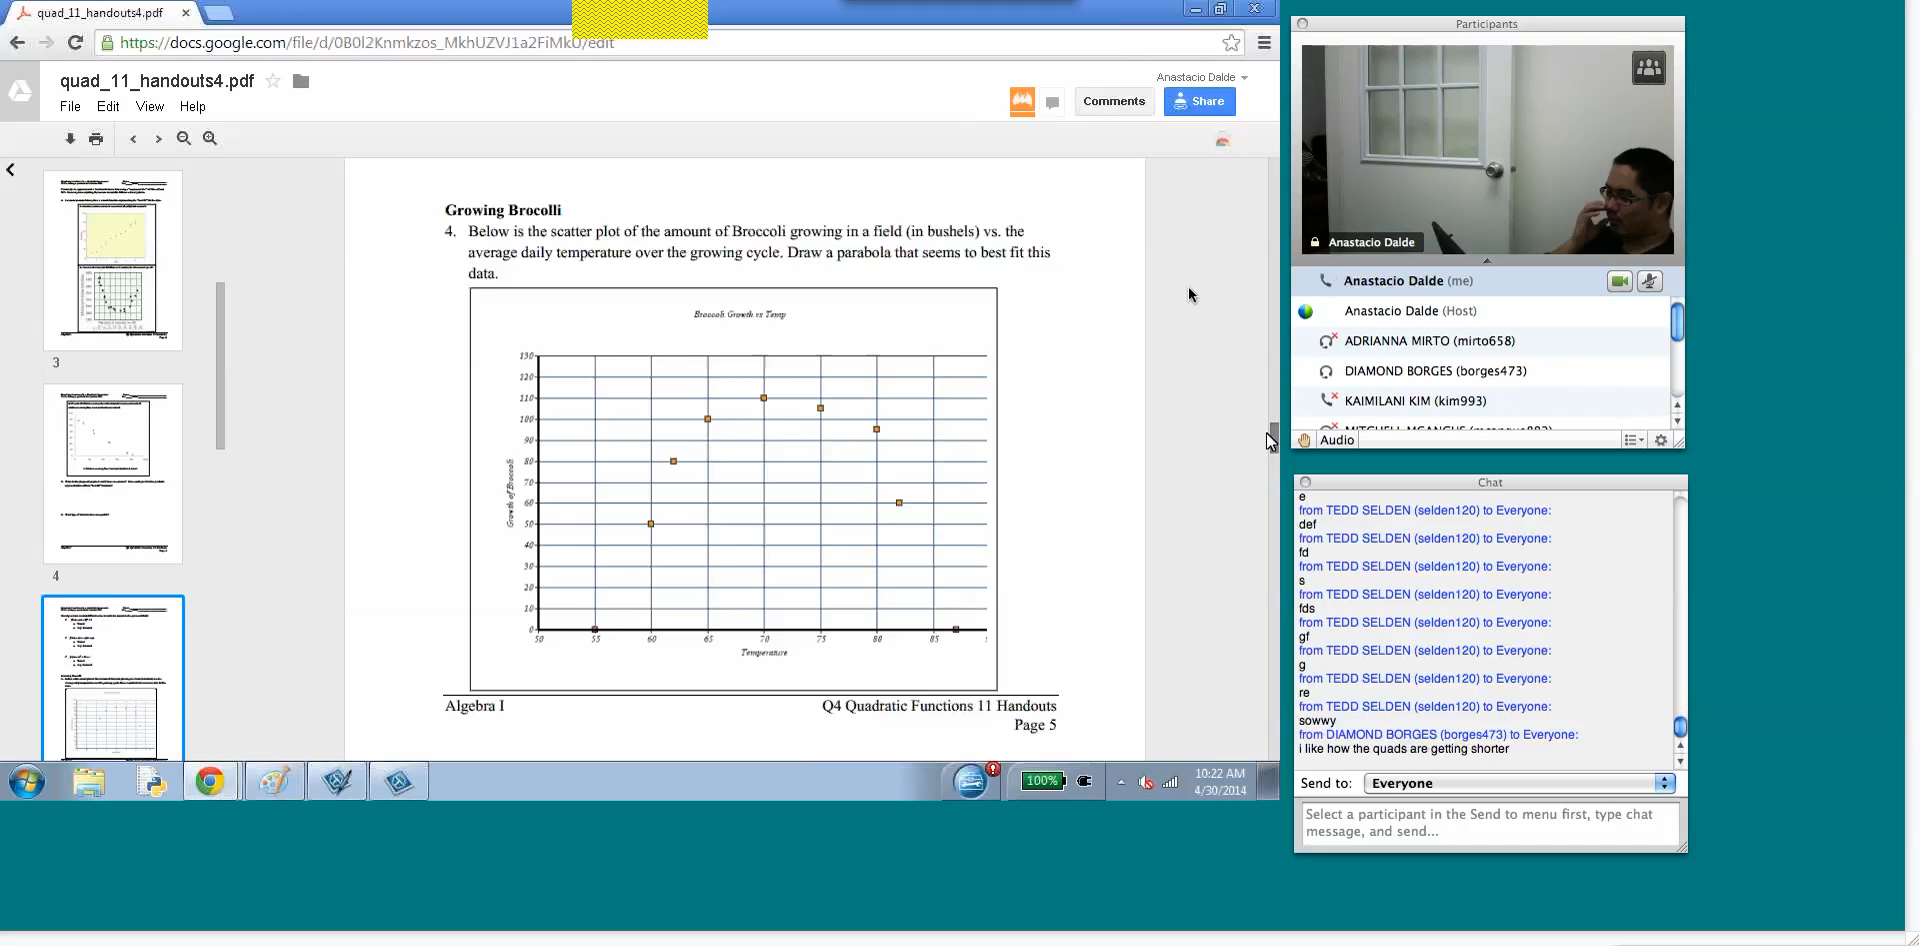 quad_11_handouts4.pdf
https://docs.google.com/file/d/0B0l2Knmkzos_MkhUZVJ1a2FiMkU/edit
quad_11_handouts4.pdf
Anastacio Dalde
File Edit View Help
Comments
Share
3
4
Growing Brocolli
4. Below is the scatter plot of the amount of Broccoli growing in a field (in bushels) vs. the
average daily temperature over the growing cycle. Draw a parabola that seems to best fit this
data.
Broccoli Growth vs Temp
130
120
110
100
90
80
70
60
50
40
30
20
10
0
Growth of Broccoli
50 55 60 65 70 75 80 85
Temperature
Algebra I
Q4 Quadratic Functions 11 Handouts
Page 5
100%
10:22 AM
4/30/2014
Participants
Anastacio Dalde
Anastacio Dalde (me)
Anastacio Dalde (Host)
ADRIANNA MIRTO (mirto658)
DIAMOND BORGES (borges473)
KAIMILANI KIM (kim993)
Audio
Chat
e
from TEDD SELDEN (selden120) to Everyone:
def
from TEDD SELDEN (selden120) to Everyone:
fd
from TEDD SELDEN (selden120) to Everyone:
s
from TEDD SELDEN (selden120) to Everyone:
fds
from TEDD SELDEN (selden120) to Everyone:
gf
from TEDD SELDEN (selden120) to Everyone:
g
from TEDD SELDEN (selden120) to Everyone:
re
from TEDD SELDEN (selden120) to Everyone:
sowwy
from DIAMOND BORGES (borges473) to Everyone:
i like how the quads are getting shorter
Send to: Everyone
Select a participant in the Send to menu first, type chat
message, and send...